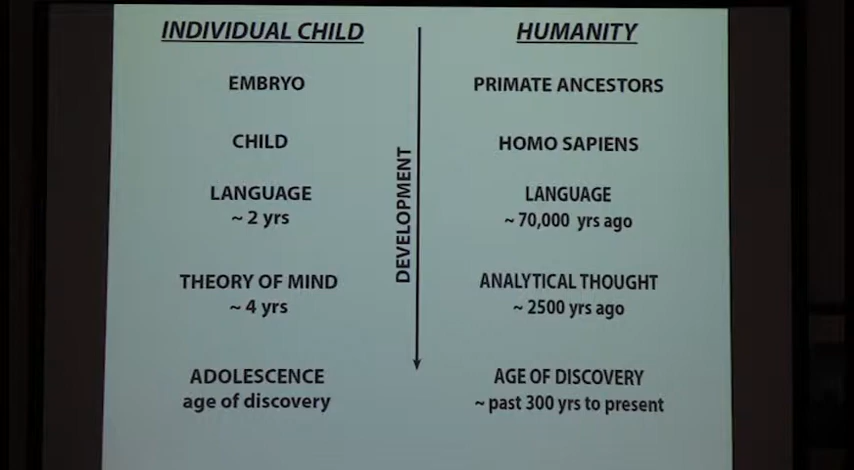 INDIVIDUAL CHILD
EMBRYO
CHILD
LANGUAGE
~ 2 yrs
THEORY OF MIND
~ 4 yrs
ADOLESCENCE
age of discovery
DEVELOPMENT
HUMANITY
PRIMATE ANCESTORS
HOMO SAPIENS
LANGUAGE
~ 70,000 yrs ago
ANALYTICAL THOUGHT
~ 2500 yrs ago
AGE OF DISCOVERY
~ past 300 yrs to present